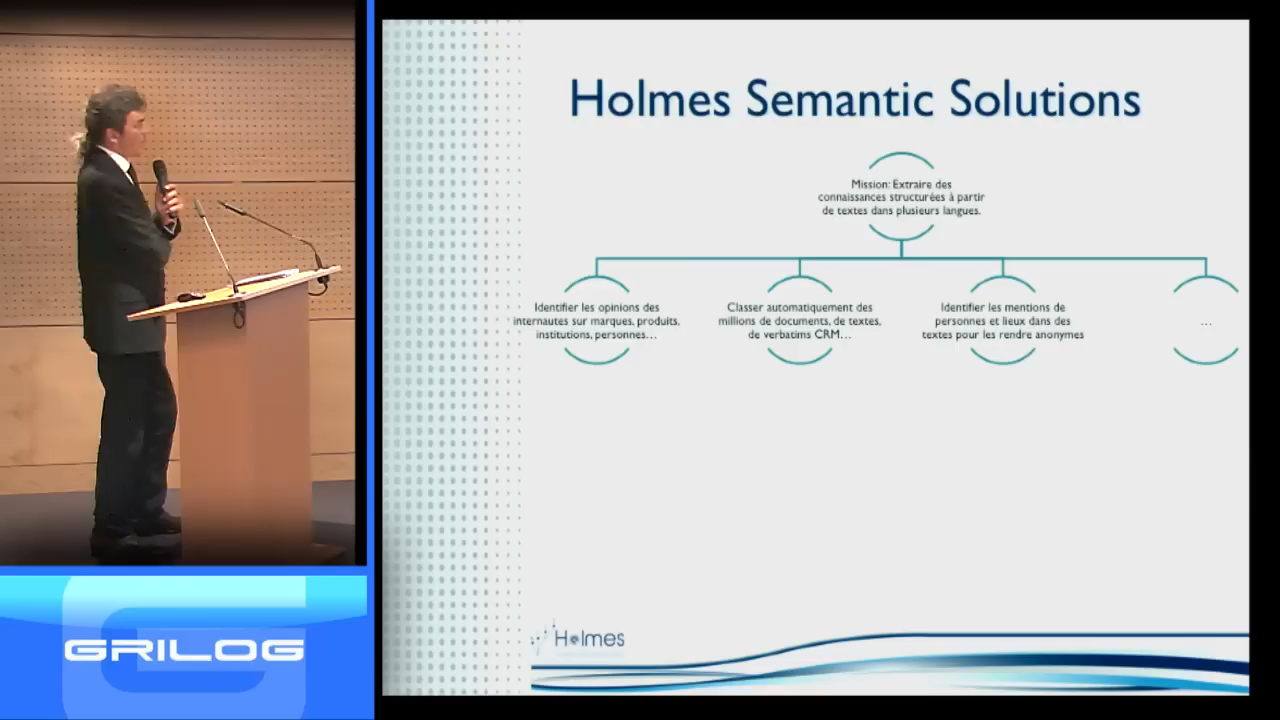 Holmes Semantic Solutions
Mission: Extraire des
connaissances structurées à partir
de textes dans plusieurs langues.
Identifier les opinions des
internautes sur marques, produits,
institutions, personnes…
Classer automatiquement des
millions de documents, de textes,
de verbatims CRM…
Identifier les mentions de
personnes et lieux dans des
textes pour les rendre anonymes
…
Holmes
GRILOG